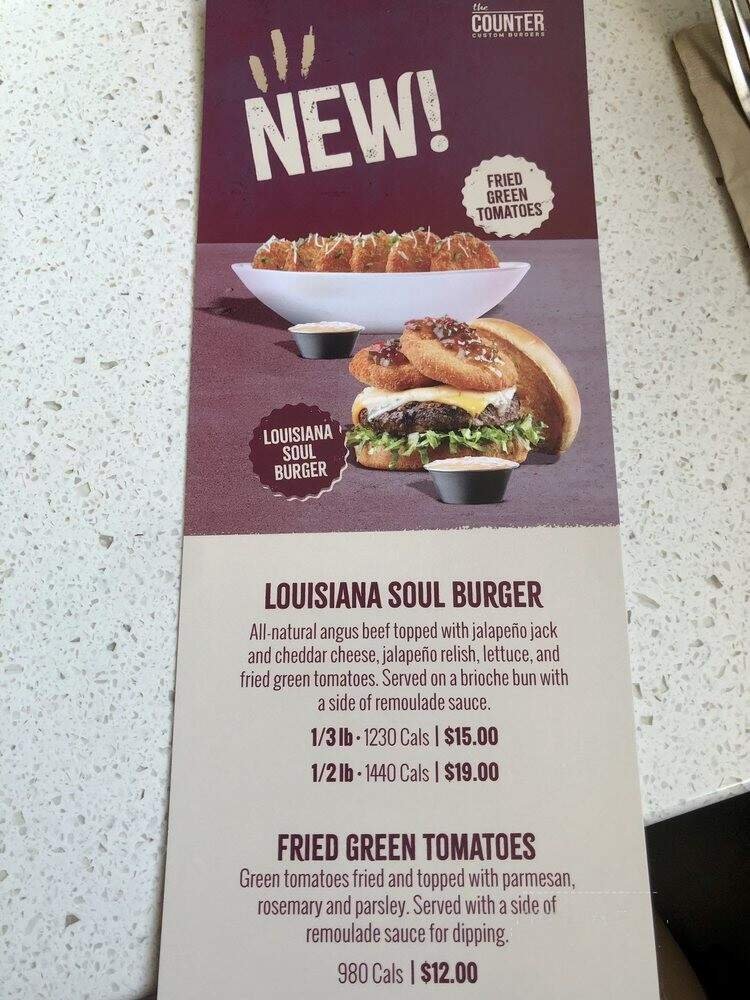 the
COUNTER
CUSTOM BURGERS
NEW!
FRIED
GREEN
TOMATOES
LOUISIANA
SOUL
BURGER
LOUISIANA SOUL BURGER
All-natural angus beef topped with jalapeño jack
and cheddar cheese, jalapeño relish, lettuce, and
fried green tomatoes. Served on a brioche bun with
a side of remoulade sauce.
1/3 lb • 1230 Cals | $15.00
1/2 lb • 1440 Cals | $19.00
FRIED GREEN TOMATOES
Green tomatoes fried and topped with parmesan,
rosemary and parsley. Served with a side of
remoulade sauce for dipping.
980 Cals | $12.00